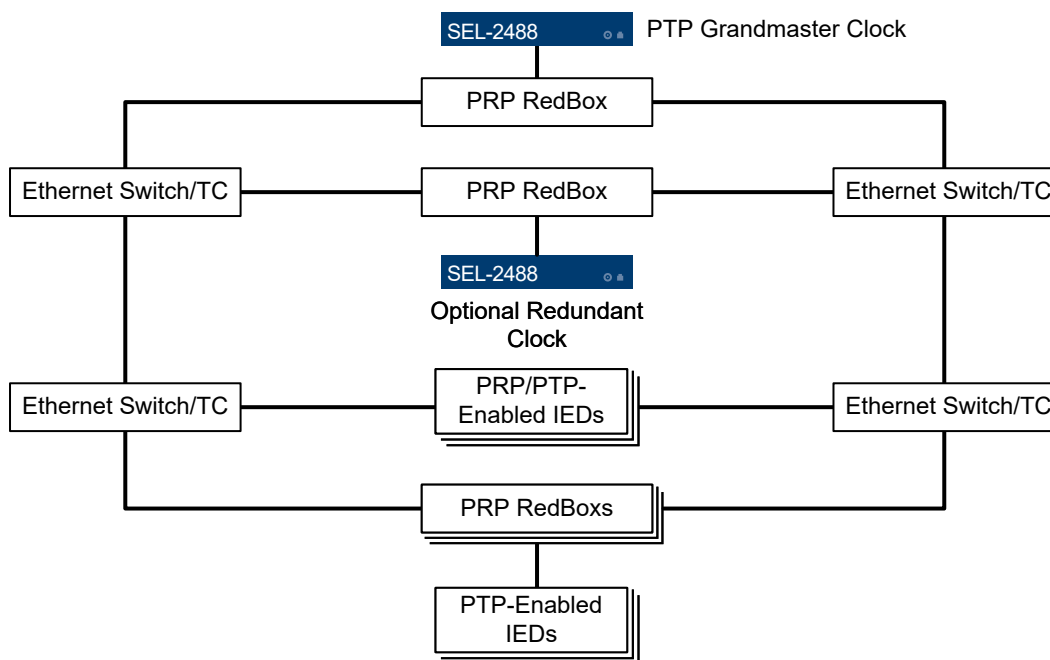 SEL-2488
PTP Grandmaster Clock
PRP RedBox
Ethernet Switch/TC
PRP RedBox
Ethernet Switch/TC
SEL-2488
Optional Redundant
Clock
Ethernet Switch/TC
PRP/PTP-
Enabled IEDs
Ethernet Switch/TC
PRP RedBoxs
PTP-Enabled
IEDs